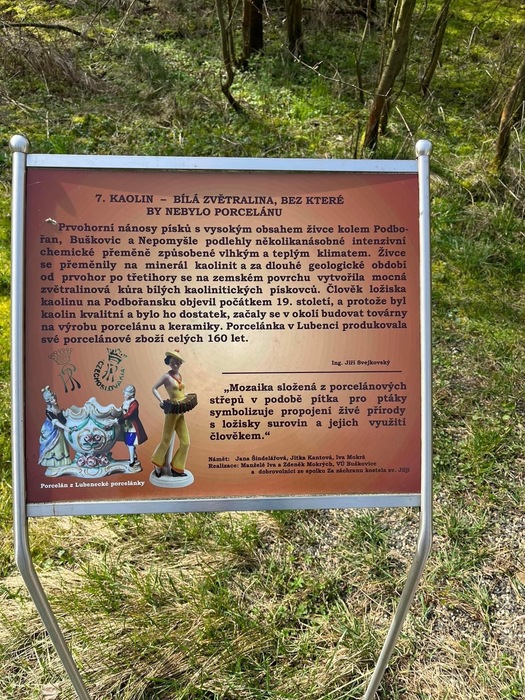 7. KAOLIN – BÍLÁ ZVĚTRALINA, BEZ KTERÉ
BY NEBYLO PORCELÁNU
Prvohorní nánosy písků s vysokým obsahem živce kolem Podbo-
řan, Buškovic a Nepomyšle podlehly několikanásobné intenzivní
chemické přeměně způsobené vlhkým a teplým klimatem. Živce
se přeměnily na minerál kaolinit a za dlouhé geologické období
od prvohor po třetihory se na zemském povrchu vytvořila mocná
zvětralinová kůra bílých kaolinitických pískovců. Člověk ložiska
kaolinu na Podbořansku objevil počátkem 19. století, a protože byl
kaolin kvalitní a bylo ho dostatek, začaly se v okolí budovat továrny
na výrobu porcelánu a keramiky. Porcelánka v Lubenci produkovala
své porcelánové zboží celých 160 let.
Ing. Jiří Svejkovský
CZECHOSLOVAKIA
„Mozaika složená z porcelánových
střepů v podobě pítka pro ptáky
symbolizuje propojení živé přírody
s ložisky surovin a jejich využití
člověkem.“
Námět: Jana Šindelářová, Jitka Kantová, Iva Mokrá
Realizace: Manželé Iva a Zdeněk Mokrých, VÚ Buškovice
a dobrovolníci ze spolku Za záchranu kostela sv. Jiljí
Porcelán z Lubenecké porcelánky